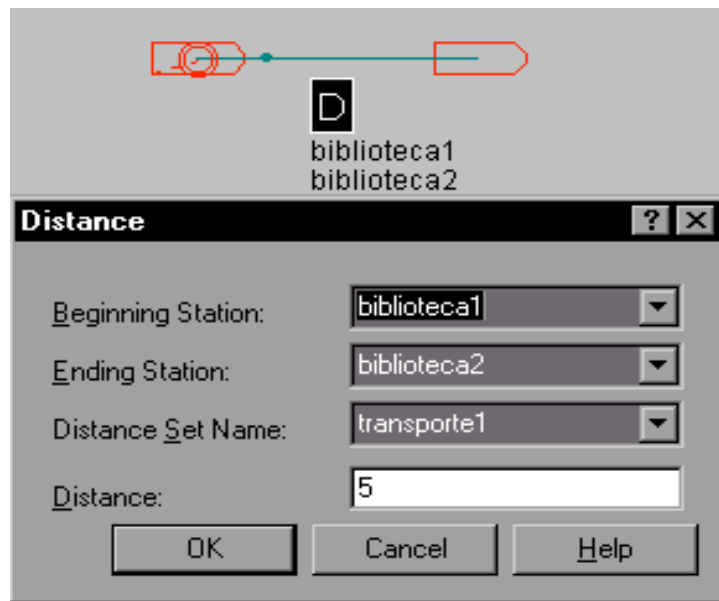 D
biblioteca1
biblioteca2
Distance ? ×
Beginning Station: biblioteca1
Ending Station: biblioteca2
Distance Set Name: transporte1
Distance: 5
OK Cancel Help